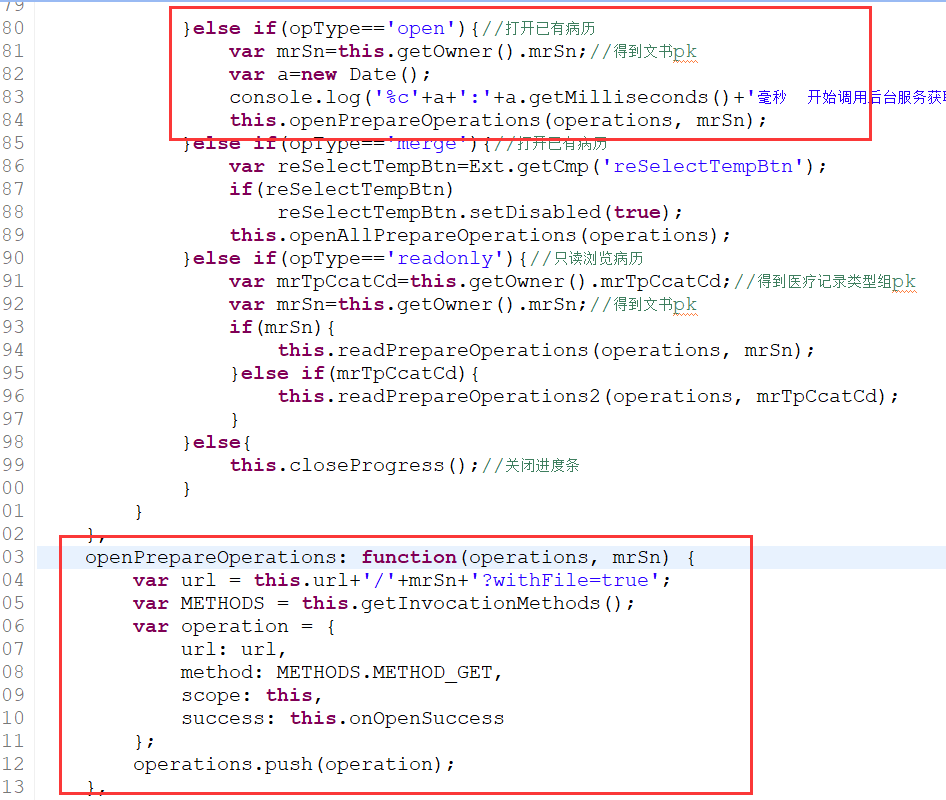 79
80 }else if(opType=='open'){//打开已有病历
81 var mrSn=this.getOwner().mrSn;//得到文书pk
82 var a=new Date();
83 console.log('%c'+a+':'+a.getMilliseconds()+'毫秒  开始调用后台服务获取
84 this.openPrepareOperations(operations, mrSn);
85 }else if(opType=='merge'){//打开已有病历
86 var reSelectTempBtn=Ext.getCmp('reSelectTempBtn');
87 if(reSelectTempBtn)
88 reSelectTempBtn.setDisabled(true);
89 this.openAllPrepareOperations(operations);
90 }else if(opType=='readonly'){//只读浏览病历
91 var mrTpCcatCd=this.getOwner().mrTpCcatCd;//得到医疗记录类型组pk
92 var mrSn=this.getOwner().mrSn;//得到文书pk
93 if(mrSn){
94 this.readPrepareOperations(operations, mrSn);
95 }else if(mrTpCcatCd){
96 this.readPrepareOperations2(operations, mrTpCcatCd);
97 }
98 }else{
99 this.closeProgress();//关闭进度条
00 }
01 }
02 },
03 openPrepareOperations: function(operations, mrSn) {
04 var url = this.url+'/'+mrSn+'?withFile=true';
05 var METHODS = this.getInvocationMethods();
06 var operation = {
07 url: url,
08 method: METHODS.METHOD_GET,
09 scope: this,
10 success: this.onOpenSuccess
11 };
12 operations.push(operation);
13 },